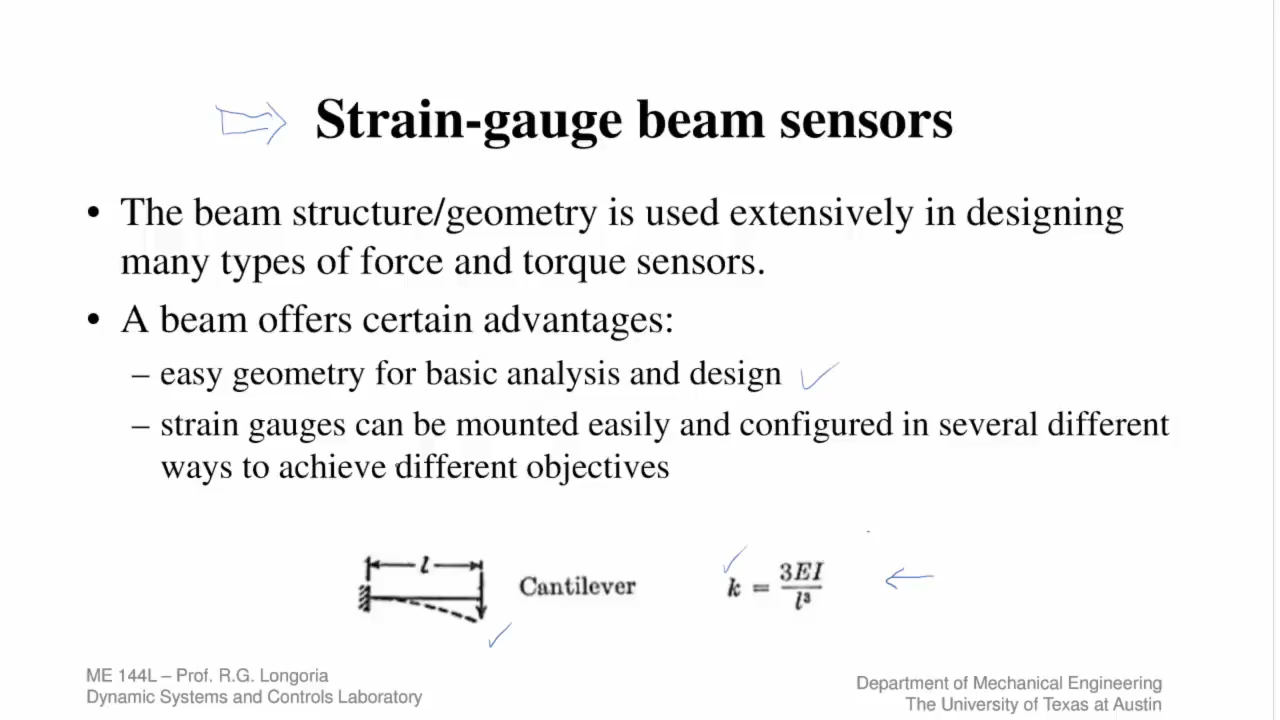 Strain-gauge beam sensors
• The beam structure/geometry is used extensively in designing
many types of force and torque sensors.
• A beam offers certain advantages:
– easy geometry for basic analysis and design
– strain gauges can be mounted easily and configured in several different
ways to achieve different objectives
l
Cantilever
k = 3EI / l³
ME 144L – Prof. R.G. Longoria
Dynamic Systems and Controls Laboratory
Department of Mechanical Engineering
The University of Texas at Austin